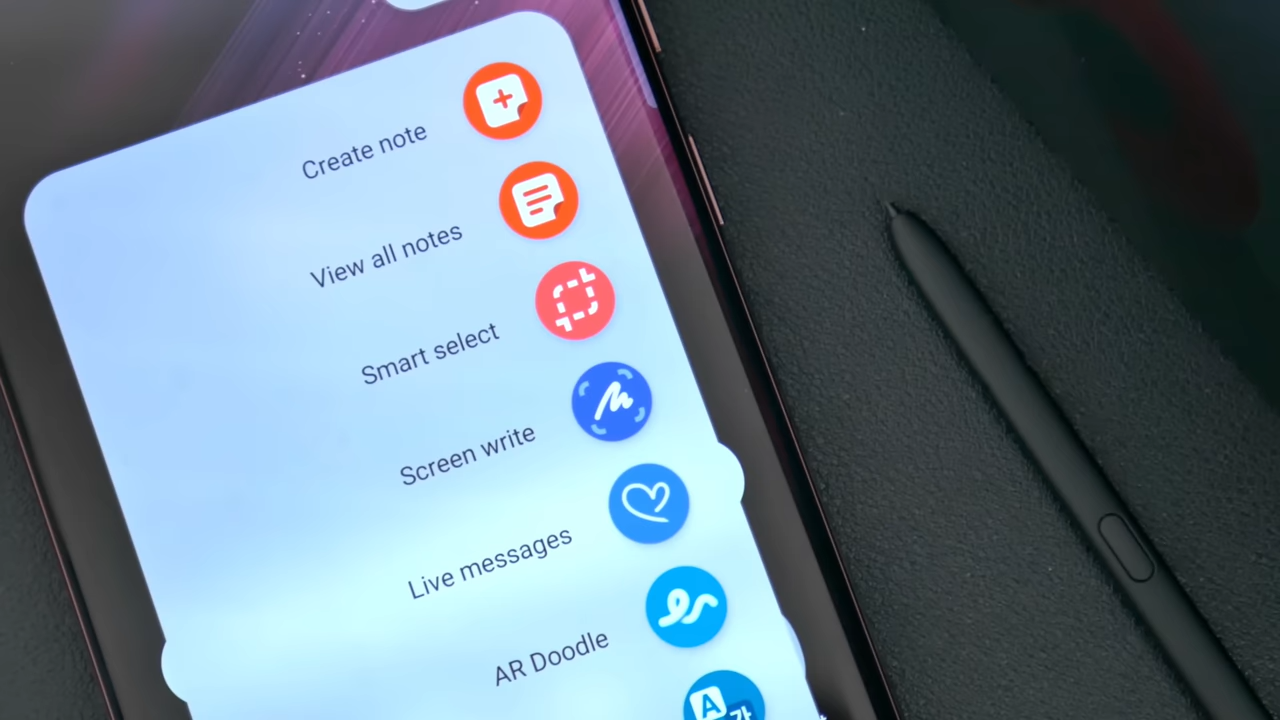 Create note
View all notes
Smart select
Screen write
Live messages
AR Doodle
A